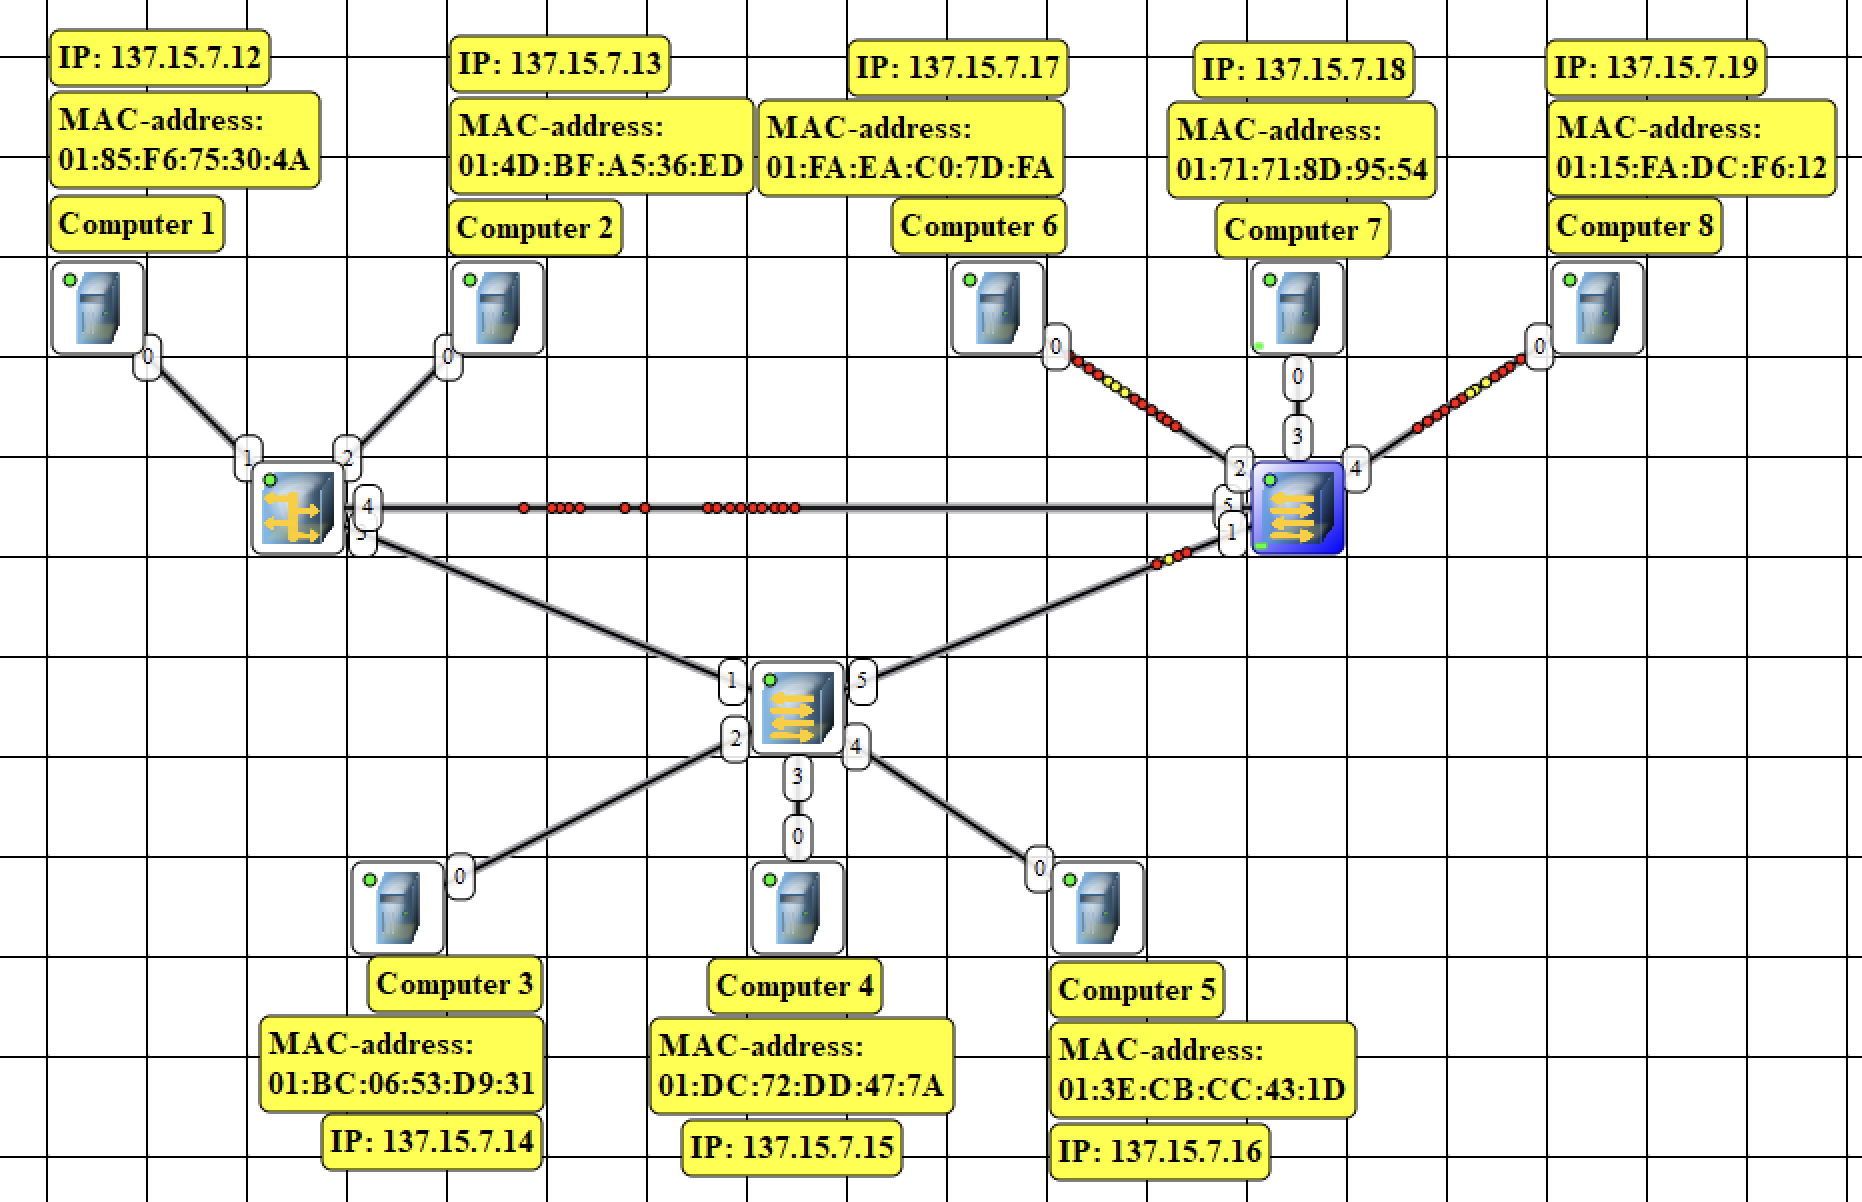 IP: 137.15.7.12
MAC-address:
01:85:F6:75:30:4A
Computer 1
IP: 137.15.7.13
MAC-address:
01:4D:BF:A5:36:ED
Computer 2
IP: 137.15.7.17
MAC-address:
01:FA:EA:C0:7D:FA
Computer 6
IP: 137.15.7.18
MAC-address:
01:71:71:8D:95:54
Computer 7
IP: 137.15.7.19
MAC-address:
01:15:FA:DC:F6:12
Computer 8
0
0
0
0
0
1
2
4
2
3
4
5
1
1
5
2
3
4
0
0
0
Computer 3
MAC-address:
01:BC:06:53:D9:31
IP: 137.15.7.14
Computer 4
MAC-address:
01:DC:72:DD:47:7A
IP: 137.15.7.15
Computer 5
MAC-address:
01:3E:CB:CC:43:1D
IP: 137.15.7.16